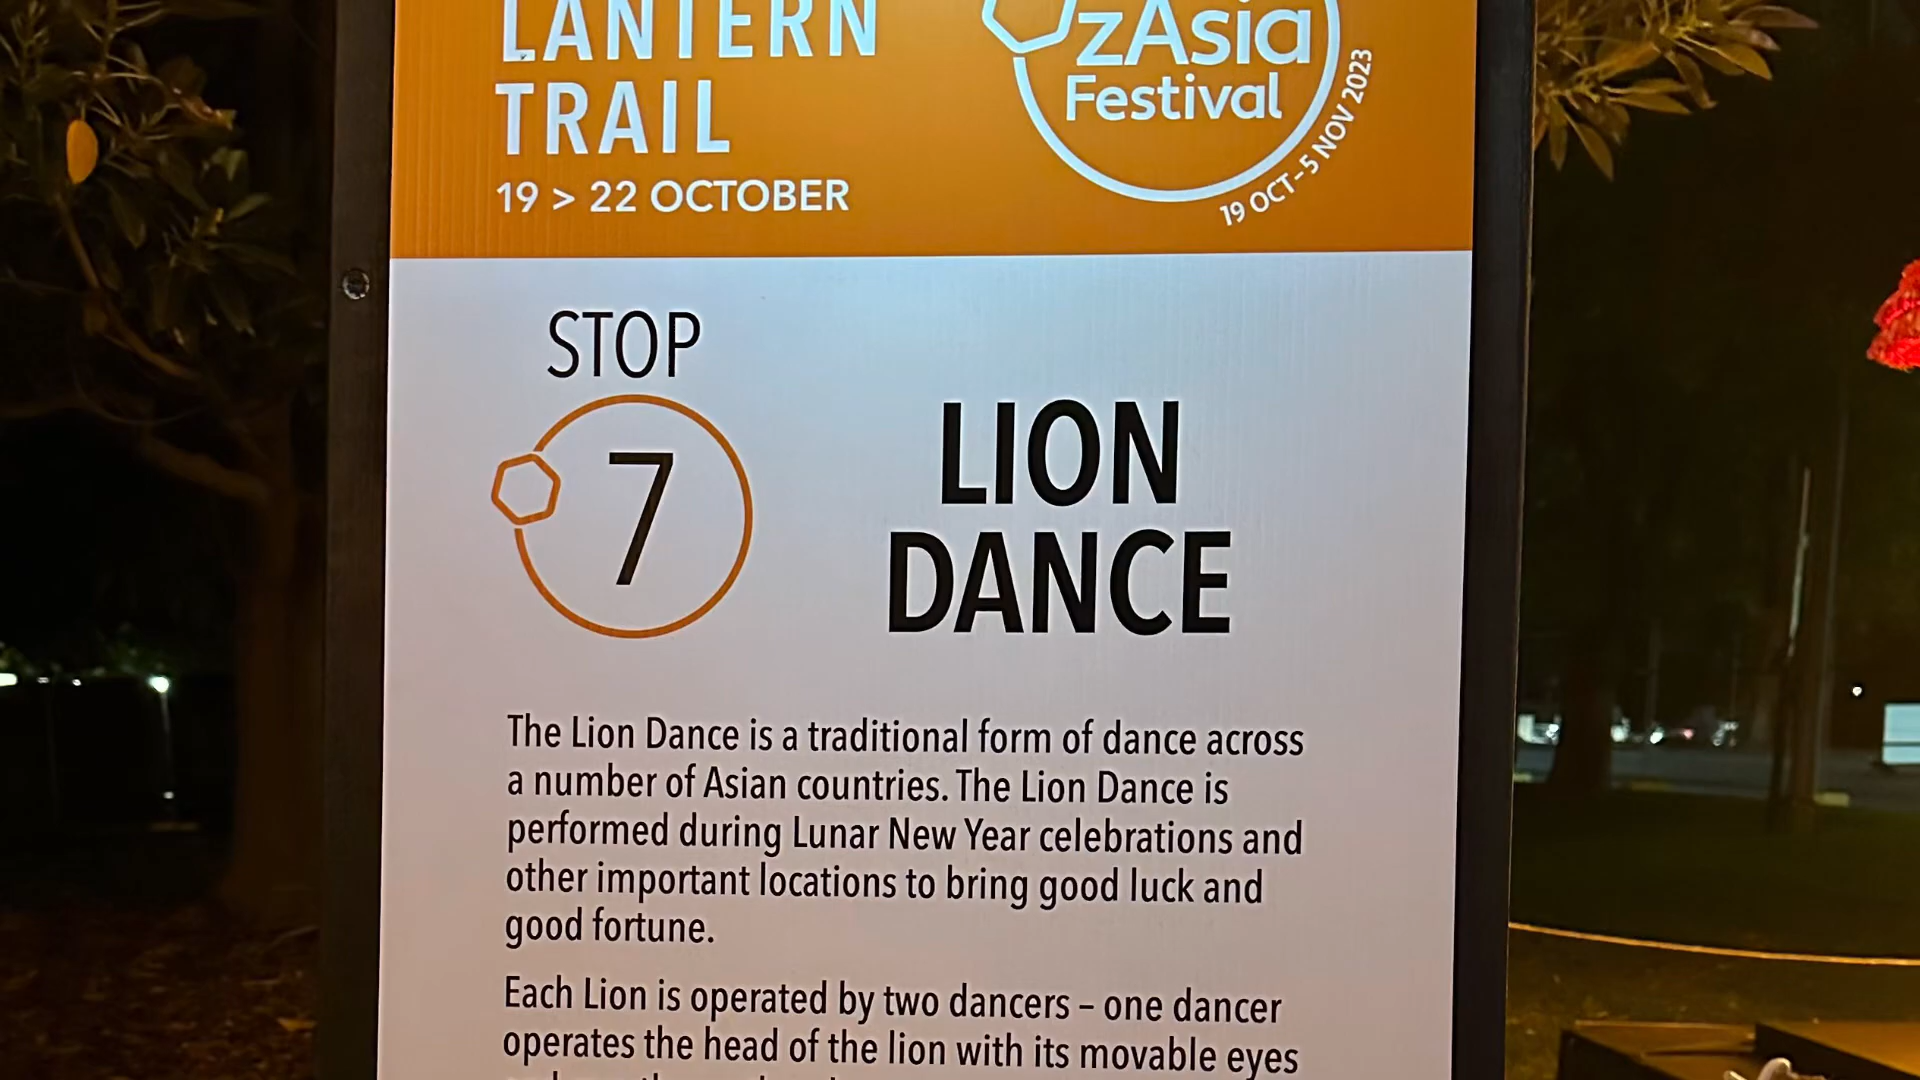 LANTERN
TRAIL
19 > 22 OCTOBER
OzAsia
Festival
19 OCT - 5 NOV 2023
STOP
7
LION
DANCE
The Lion Dance is a traditional form of dance across
a number of Asian countries. The Lion Dance is
performed during Lunar New Year celebrations and
other important locations to bring good luck and
good fortune.
Each Lion is operated by two dancers – one dancer
operates the head of the lion with its movable eyes